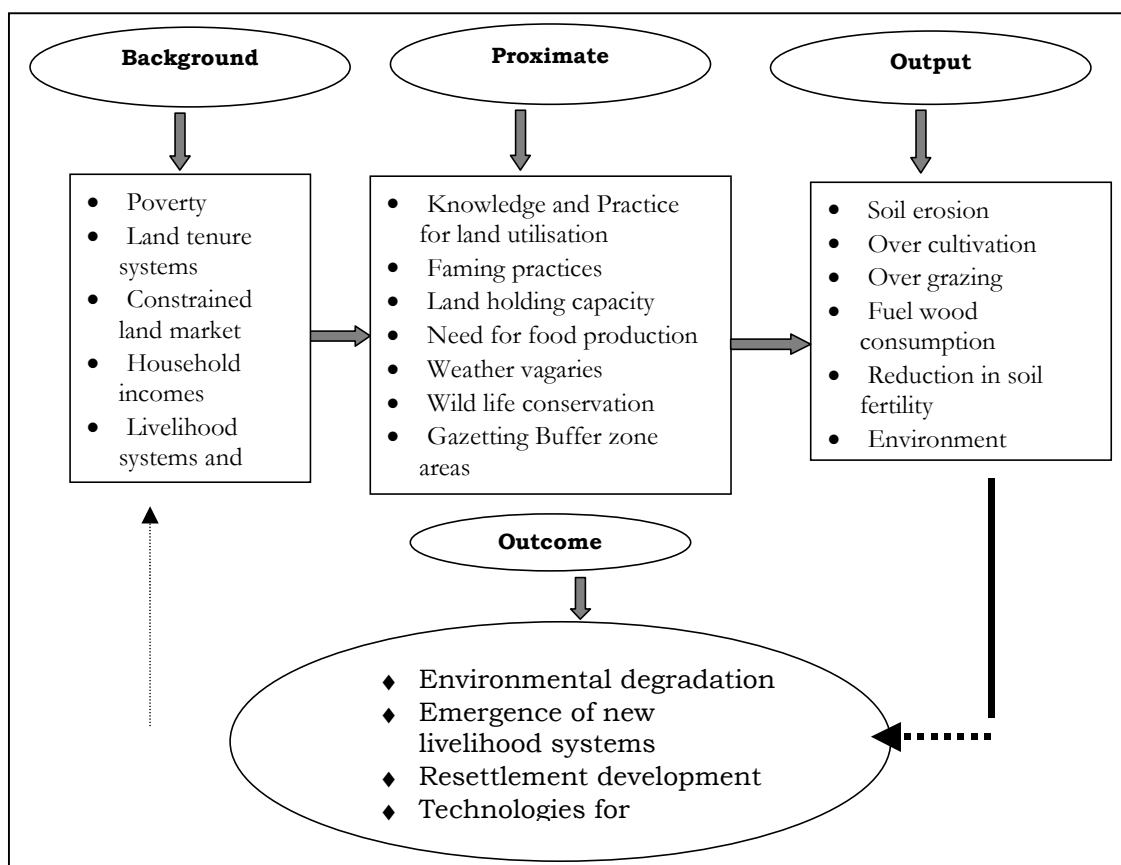 Background
Proximate
Output
Poverty
Land tenure
systems
Constrained
land market
Household
incomes
Livelihood
systems and
Knowledge and Practice
for land utilisation
Faming practices
Land holding capacity
Need for food production
Weather vagaries
Wild life conservation
Gazetting Buffer zone
areas
Soil erosion
Over cultivation
Over grazing
Fuel wood
consumption
Reduction in soil
fertility
Environment
Outcome
Environmental degradation
Emergence of new
livelihood systems
Resettlement development
Technologies for